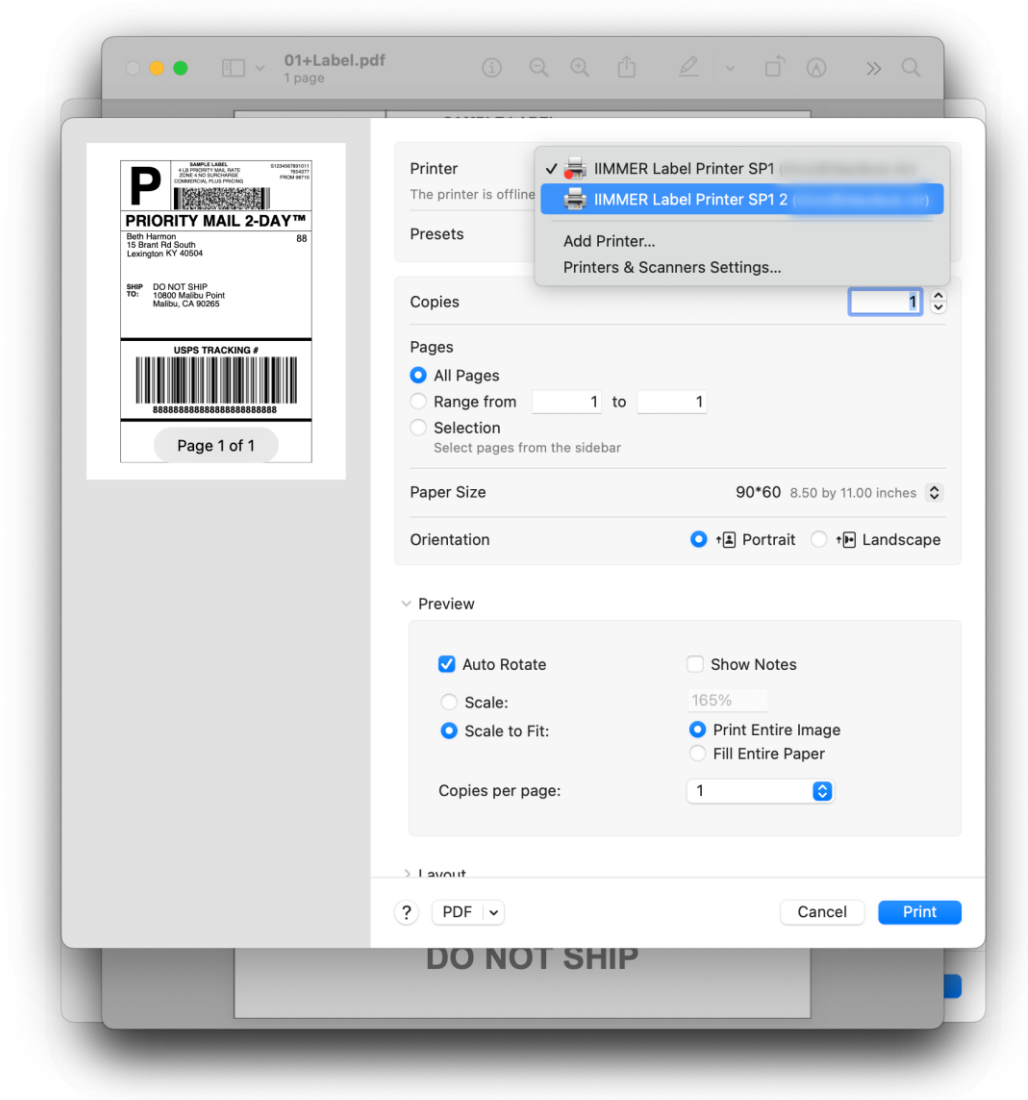 01+Label.pdf
1 page
P
SAMPLE LABEL
4 LB PRIORITY MAIL RATE
ZONE 4 NO SURCHARGE
COMMERCIAL PLUS PRICING
S1234567891011
7654377
FROM 98710
PRIORITY MAIL 2-DAY™
Beth Harmon
15 Brant Rd South
Lexington KY 40504
88
SHIP TO:
DO NOT SHIP
10800 Malibu Point
Malibu, CA 90265
USPS TRACKING #
Page 1 of 1
Printer
✓ IIMMER Label Printer SP1
The printer is offline
IIMMER Label Printer SP1 2
Presets
Add Printer...
Printers & Scanners Settings...
Copies 1
Pages
All Pages
Range from 1 to 1
Selection
Select pages from the sidebar
Paper Size 90*60 8.50 by 11.00 inches
Orientation Portrait Landscape
Preview
Auto Rotate Show Notes
Scale: 165%
Scale to Fit: Print Entire Image
Fill Entire Paper
Copies per page: 1
Layout
? PDF Cancel Print
DO NOT SHIP